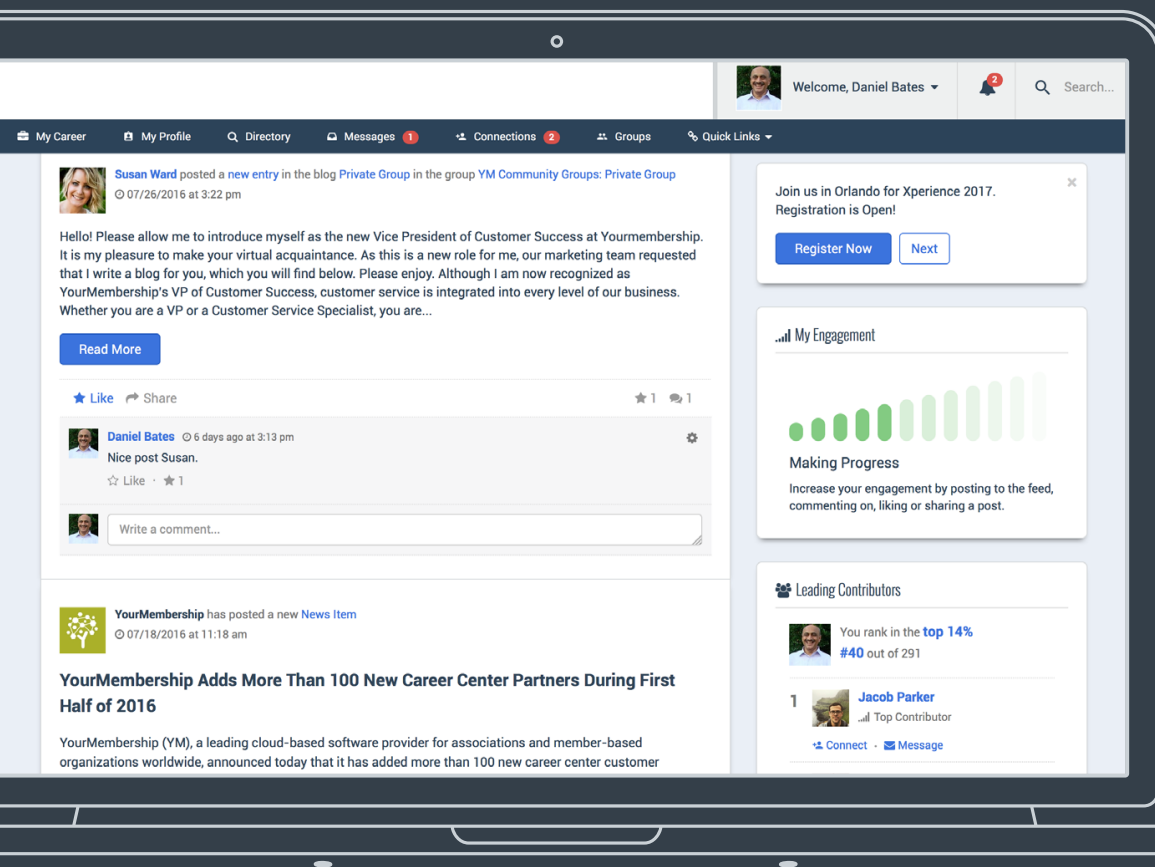 Welcome, Daniel Bates
2
Search...
My Career
My Profile
Directory
Messages 1
Connections 2
Groups
Quick Links
Susan Ward posted a new entry in the blog Private Group in the group YM Community Groups: Private Group
07/26/2016 at 3:22 pm
Hello! Please allow me to introduce myself as the new Vice President of Customer Success at Yourmembership.
It is my pleasure to make your virtual acquaintance. As this is a new role for me, our marketing team requested
that I write a blog for you, which you will find below. Please enjoy. Although I am now recognized as
YourMembership's VP of Customer Success, customer service is integrated into every level of our business.
Whether you are a VP or a Customer Service Specialist, you are...
Read More
Like Share 1 1
Daniel Bates 6 days ago at 3:13 pm
Nice post Susan.
Like · 1
Write a comment...
YourMembership has posted a new News Item
07/18/2016 at 11:18 am
YourMembership Adds More Than 100 New Career Center Partners During First
Half of 2016
YourMembership (YM), a leading cloud-based software provider for associations and member-based
organizations worldwide, announced today that it has added more than 100 new career center customer
Join us in Orlando for Xperience 2017.
Registration is Open!
Register Now Next
My Engagement
Making Progress
Increase your engagement by posting to the feed,
commenting on, liking or sharing a post.
Leading Contributors
You rank in the top 14%
#40 out of 291
1 Jacob Parker
Top Contributor
Connect · Message